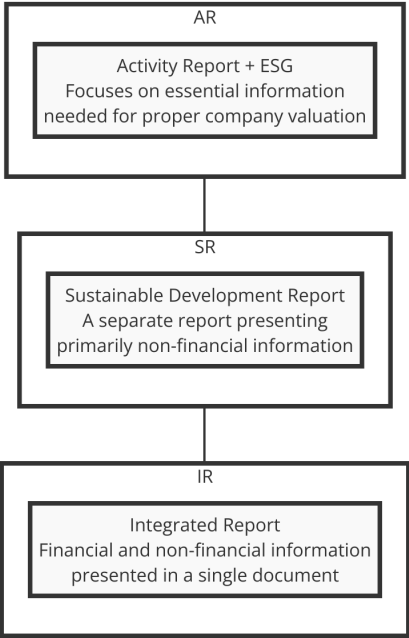 AR
Activity Report + ESG
Focuses on essential information
needed for proper company valuation
SR
Sustainable Development Report
A separate report presenting
primarily non-financial information
IR
Integrated Report
Financial and non-financial information
presented in a single document